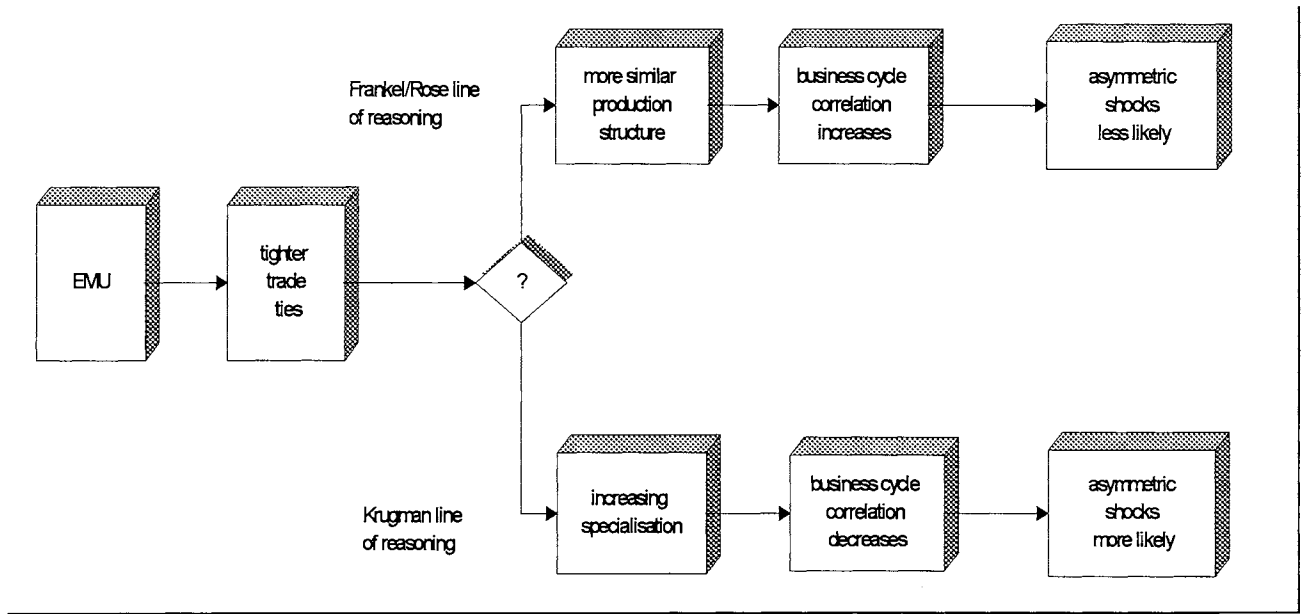 Frankel/Rose line
of reasoning
more similar
production
structure
business cycle
correlation
increases
asymmetric
shocks
less likely
EMU
tighter
trade
ties
?
Krugman line
of reasoning
increasing
specialisation
business cycle
correlation
decreases
asymmetric
shocks
more likely